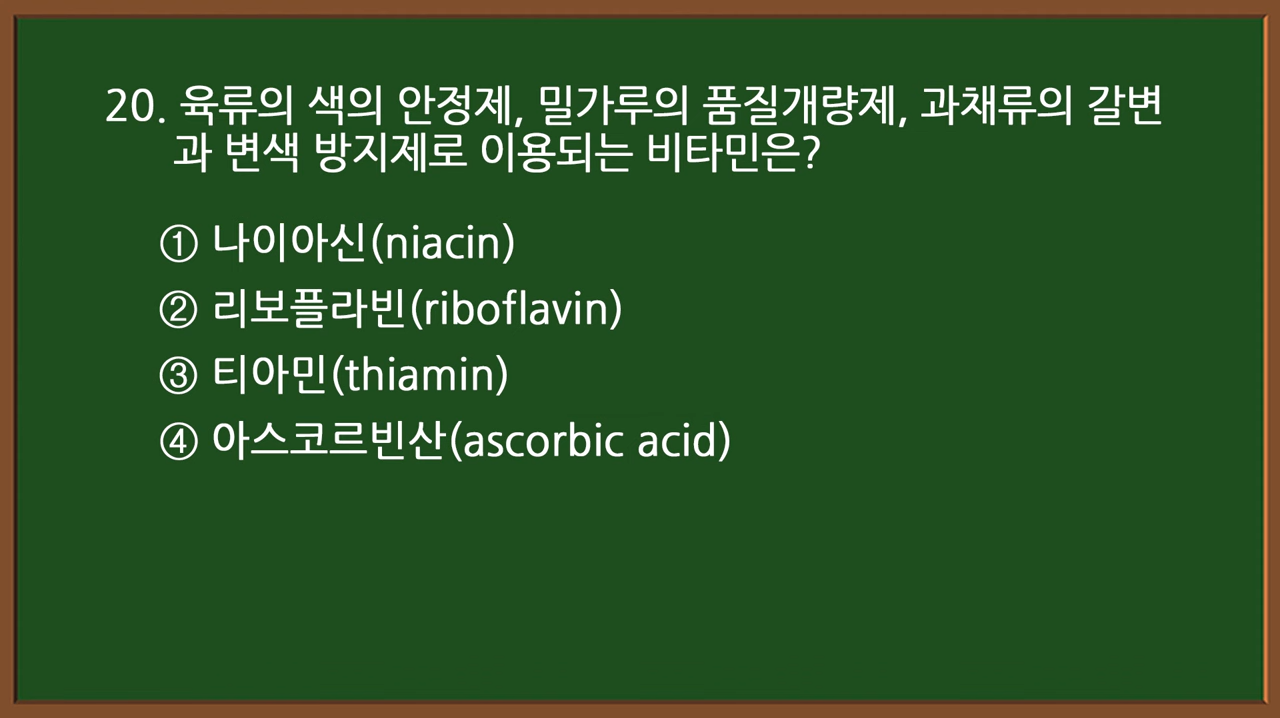 20. 육류의 색의 안정제, 밀가루의 품질개량제, 과채류의 갈변
과 변색 방지제로 이용되는 비타민은?
① 나이아신(niacin)
② 리보플라빈(riboflavin)
③ 티아민(thiamin)
④ 아스코르빈산(ascorbic acid)